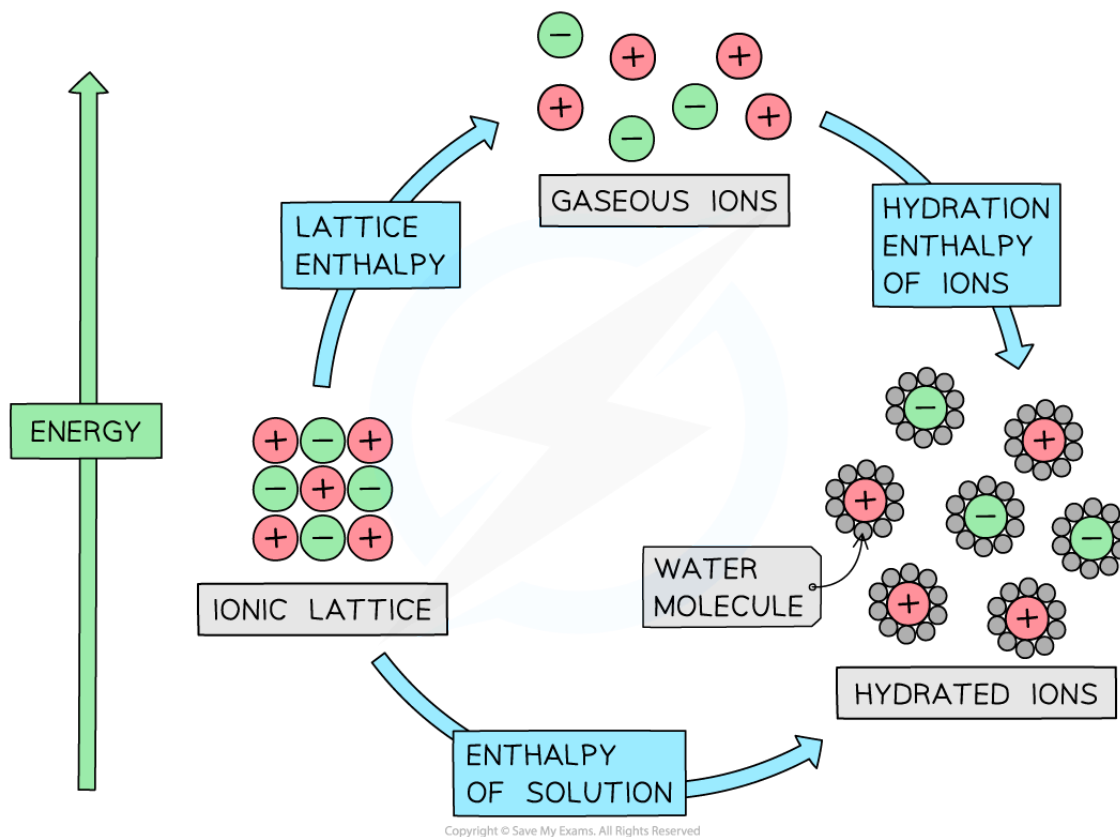 GASEOUS IONS
LATTICE
ENTHALPY
HYDRATION
ENTHALPY
OF IONS
ENERGY
IONIC LATTICE
WATER
MOLECULE
HYDRATED IONS
ENTHALPY
OF SOLUTION
Copyright © Save My Exams. All Rights Reserved